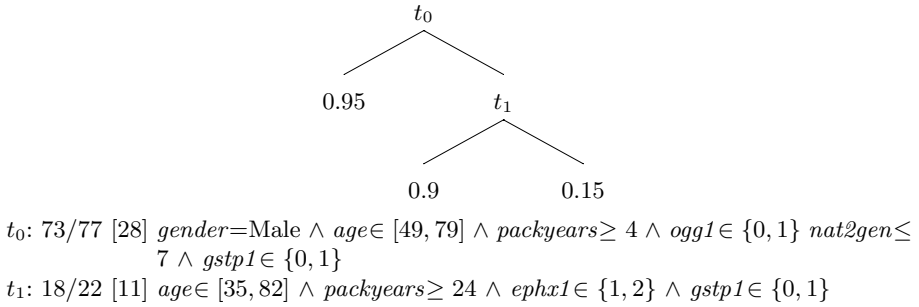 t₀
0.95
t₁
0.9
0.15
t₀: 73/77 [28] gender=Male ∧ age∈ [49, 79] ∧ packyears≥ 4 ∧ ogg1∈ {0, 1} nat2gen≤
7 ∧ gstp1∈ {0, 1}
t₁: 18/22 [11] age∈ [35, 82] ∧ packyears≥ 24 ∧ ephx1∈ {1, 2} ∧ gstp1∈ {0, 1}